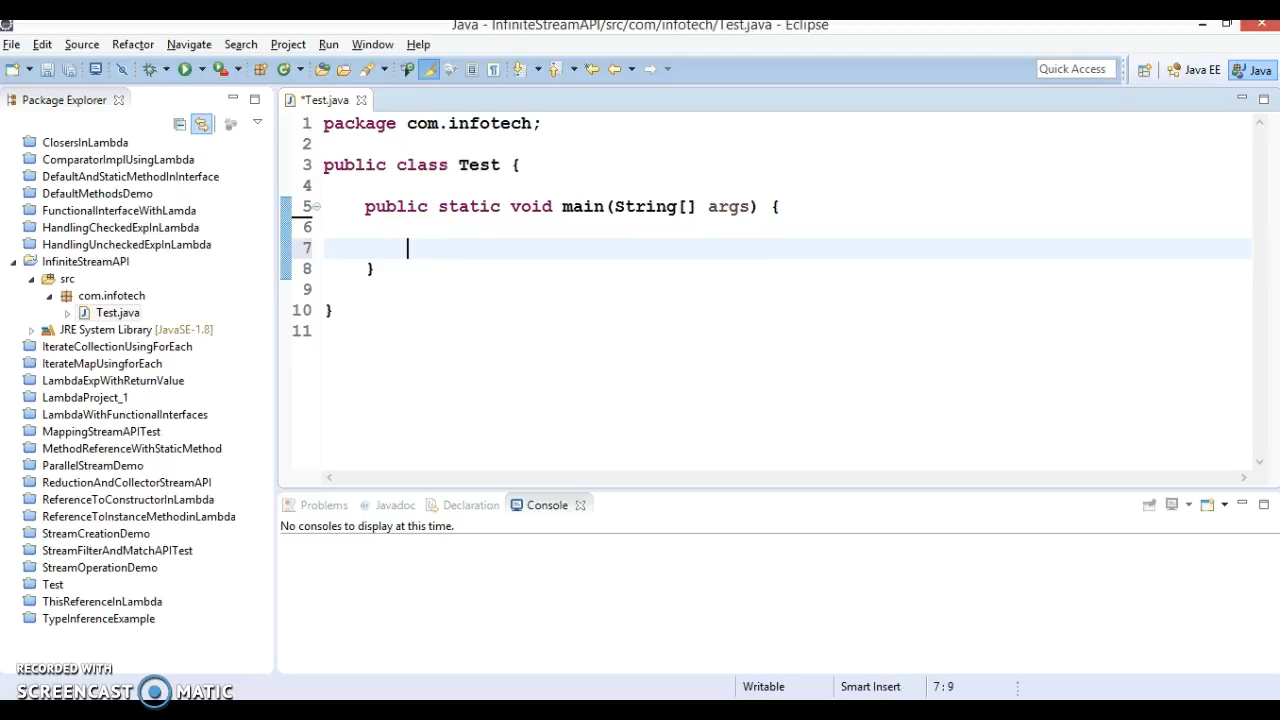 Java - InfiniteStreamAPI/src/com/infotech/Test.java - Eclipse
File Edit Source Refactor Navigate Search Project Run Window Help
Quick Access Java EE Java
Package Explorer
*Test.java
ClosersInLambda
ComparatorImplUsingLambda
DefaultAndStaticMethodInInterface
DefaultMethodsDemo
FunctionalInterfaceWithLamda
HandlingCheckedExpInLambda
HandlingUncheckedExpInLambda
InfiniteStreamAPI
src
com.infotech
Test.java
JRE System Library [JavaSE-1.8]
IterateCollectionUsingForEach
IterateMapUsingforEach
LambdaExpWithReturnValue
LambdaProject_1
LambdaWithFunctionalInterfaces
MappingStreamAPITest
MethodReferenceWithStaticMethod
ParallelStreamDemo
ReductionAndCollectorStreamAPI
ReferenceToConstructorInLambda
ReferenceToInstanceMethodinLambda
StreamCreationDemo
StreamFilterAndMatchAPITest
StreamOperationDemo
Test
ThisReferenceInLambda
TypeInferenceExample
1 package com.infotech;
2
3 public class Test {
4
5 public static void main(String[] args) {
6
7
8 }
9
10 }
11
Problems Javadoc Declaration Console
No consoles to display at this time.
Writable Smart Insert 7 : 9
RECORDED WITH
SCREENCAST MATIC